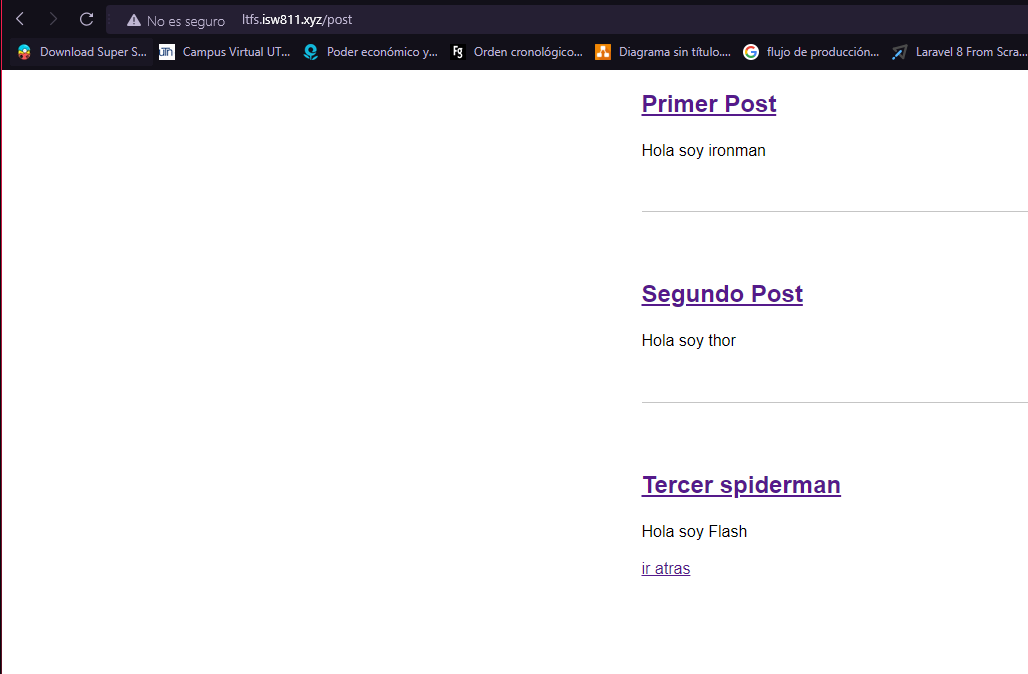 No es seguro ltfs.isw811.xyz/post
Download Super S... Campus Virtual UT... Poder económico y... Fg Orden cronológico... Diagrama sin título.... flujo de producción... Laravel 8 From Scra...
Primer Post
Hola soy ironman
Segundo Post
Hola soy thor
Tercer spiderman
Hola soy Flash
ir atras